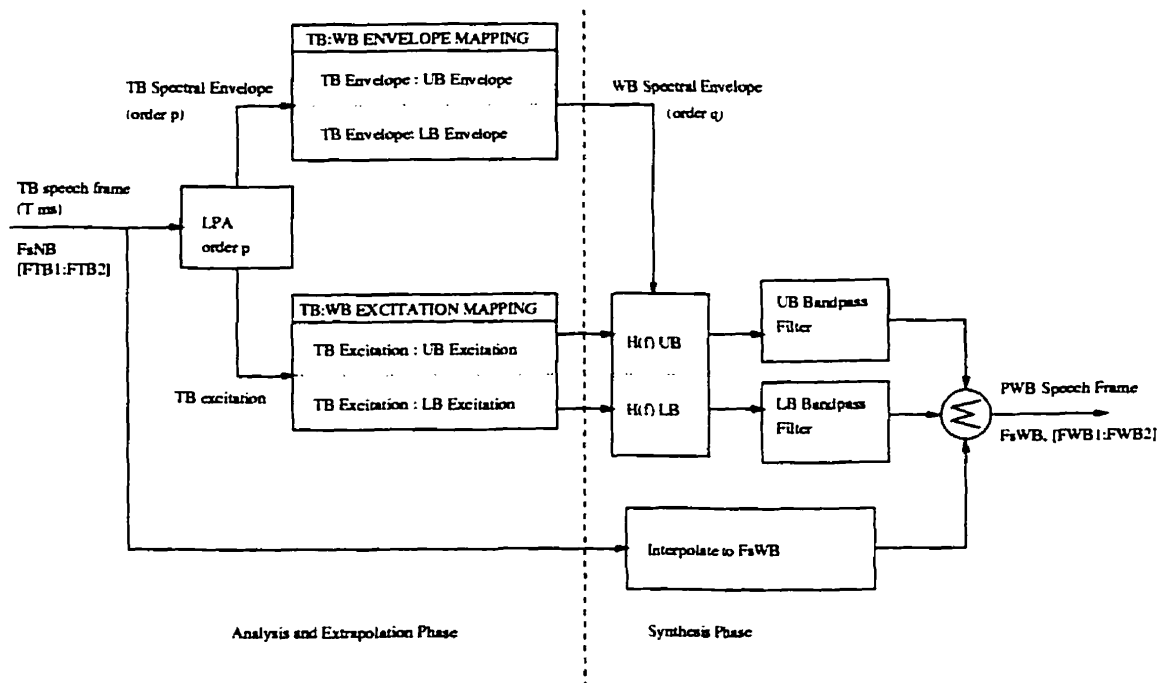 TB:WB ENVELOPE MAPPING
TB Envelope : UB Envelope
TB Envelope: LB Envelope
TB Spectral Envelope
(order p)
WB Spectral Envelope
(order q)
TB speech frame
(T ms)
FsNB
[FTB1:FTB2]
LPA
order p
TB excitation
TB:WB EXCITATION MAPPING
TB Excitation : UB Excitation
TB Excitation : LB Excitation
H(f) UB
H(f) LB
UB Bandpass
Filter
LB Bandpass
Filter
Σ
PWB Speech Frame
FsWB, [FWB1:FWB2]
Interpolate to FsWB
Analysis and Extrapolation Phase
Synthesis Phase